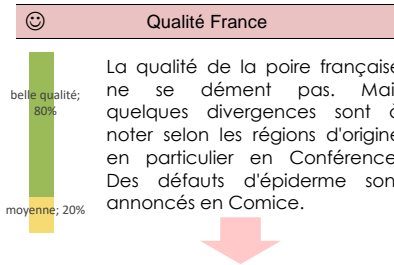 ☺ Qualité France
belle qualité;
80%
moyenne; 20%
La qualité de la poire française
ne se dément pas. Mai
quelques divergences sont à
noter selon les régions d'origine
en particulier en Conférence
Des défauts d'épiderme son
annoncés en Comice.